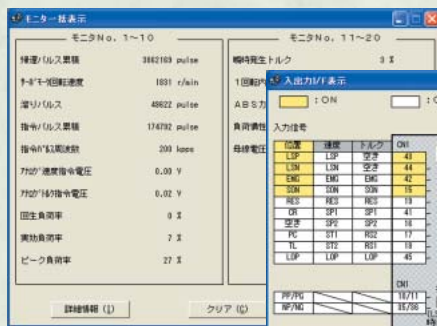 モニター括表示
モニタNo. 1～10
帰還パルス累積 3862169 pulse
サーボモータ回転速度 1831 r/min
溜りパルス 49622 pulse
指令パルス累積 174792 pulse
指令パルス周波数 200 kpps
アナログ速度指令電圧 0.00 V
アナログトルク指令電圧 0.02 V
回生負荷率 0 %
実効負荷率 7 %
ピーク負荷率 27 %
詳細情報(I)
クリア(C)
モニタNo. 11～20
瞬時発生トルク 3 %
1回転内
ABSカ
負荷慣性
母線電圧
入出力I/F表示
:ON
:O
入力信号
位置 速度 トルク CN1
LSP LSP 空き 43
LSN LSN 空き 44
EMG EMG EMG 42
SON SON SON 15
RES RES RES 19
CR SP1 SP1 41
空き SP2 SP2 16
PC ST1 RS2 17
TL ST2 RS1 18
LOP LOP LOP 45
CN1
PP/PG 10/11
NP/NG 35/36